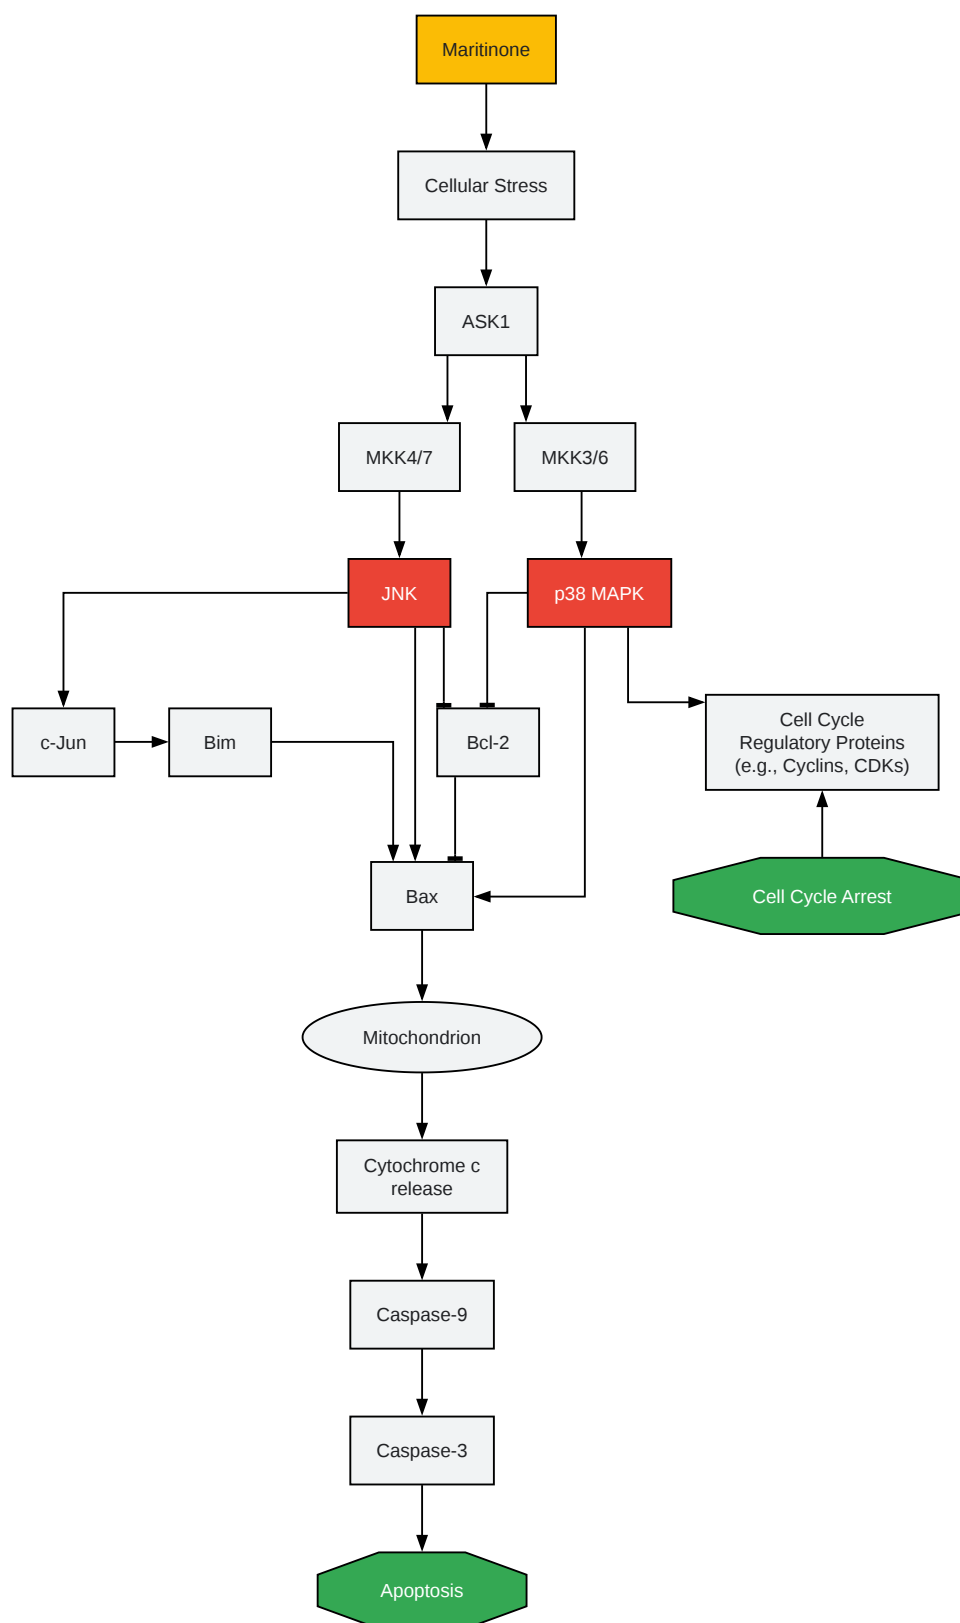 Maritinone
Cellular Stress
ASK1
MKK4/7
MKK3/6
JNK
p38 MAPK
c-Jun
Bim
Bcl-2
Cell Cycle
Regulatory Proteins
(e.g., Cyclins, CDKs)
Bax
Cell Cycle Arrest
Mitochondrion
Cytochrome c
release
Caspase-9
Caspase-3
Apoptosis